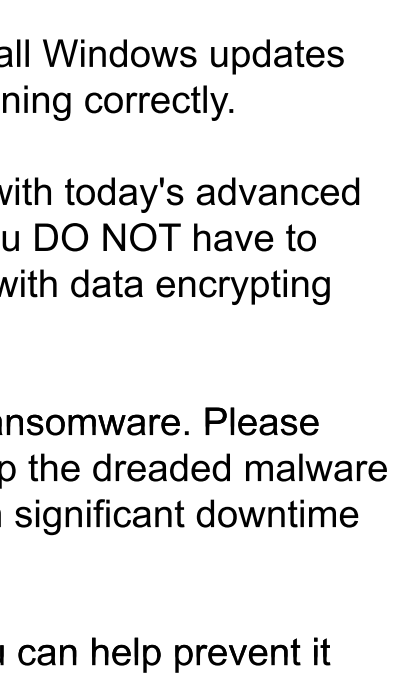 all Windows updates
ning correctly.
with today's advanced
u DO NOT have to
with data encrypting
ansomware. Please
p the dreaded malware
significant downtime
can help prevent it